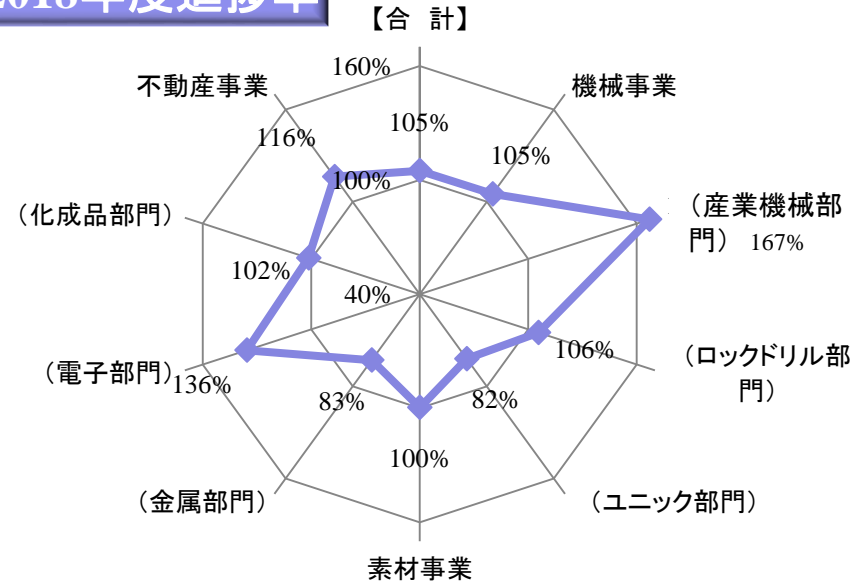 2018年度進捗率
【合 計】
160%
不動産事業
機械事業
116%
105%
105%
100%
（化成品部門）
（産業機械部
門） 167%
102%
40%
106%
（ロックドリル部
門）
（電子部門）
136%
83%
82%
100%
（金属部門）
（ユニック部門）
素材事業